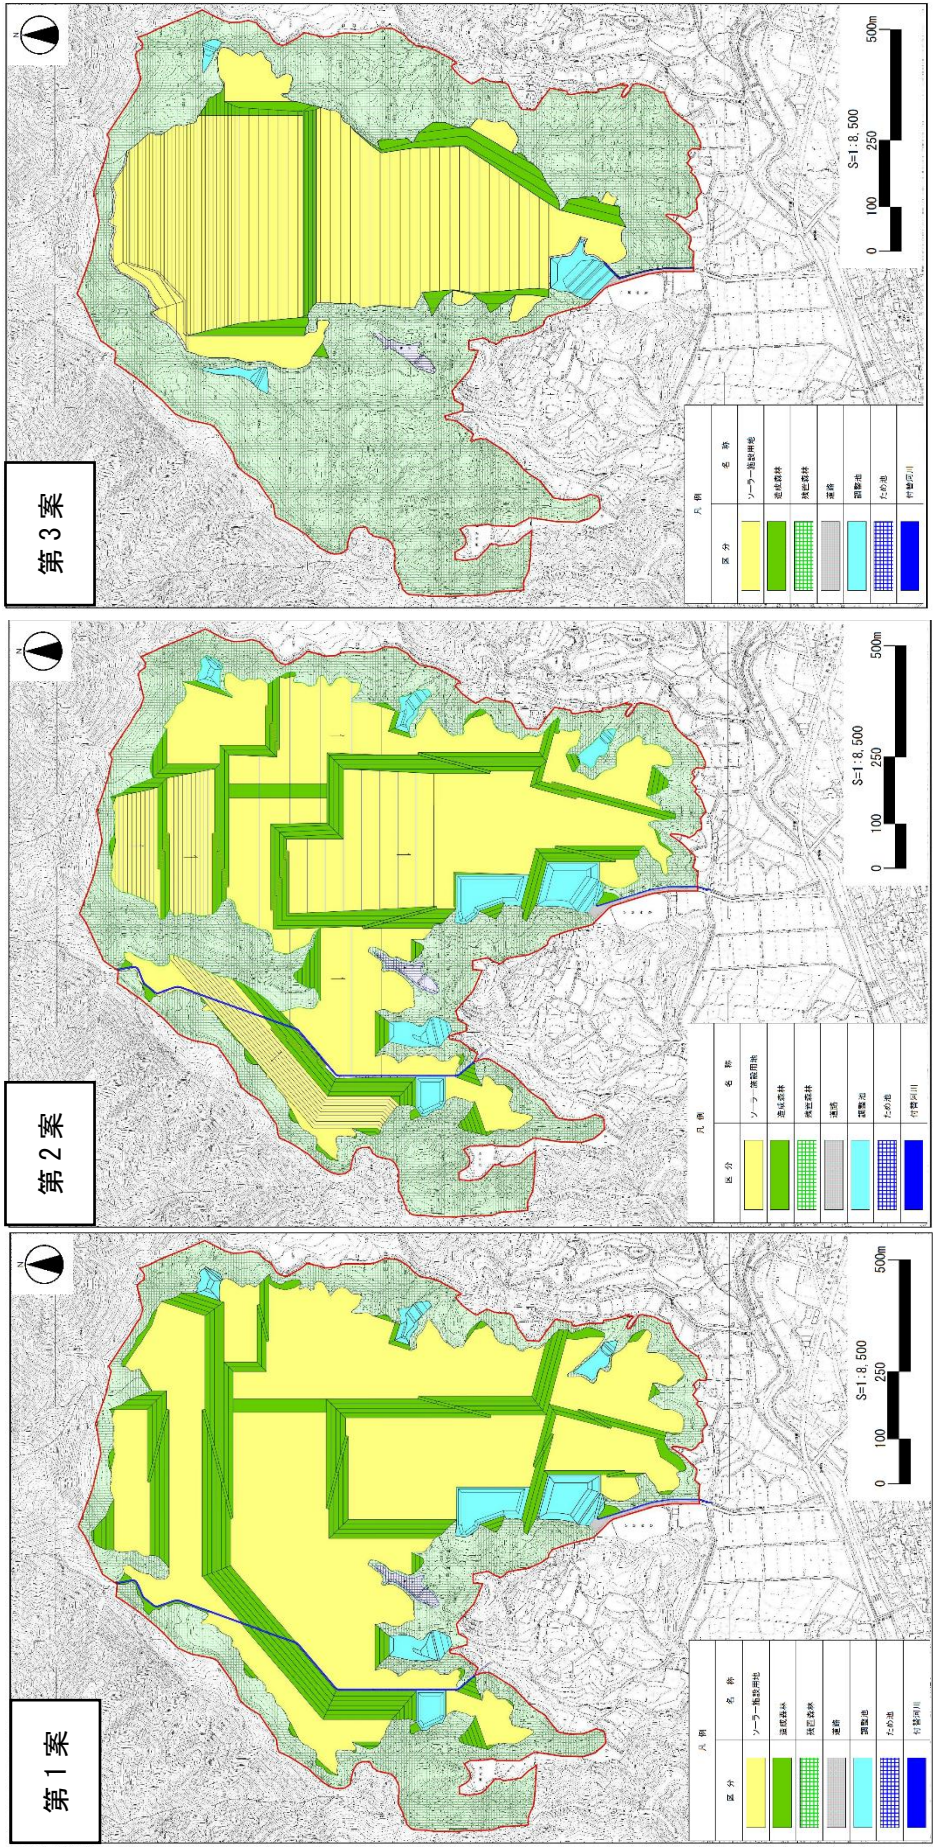 第1案
N
凡 例
区 分
名 称
ソーラー施設用地
造成森林
残置森林
道路
調整池
ため池
付替河川
S=1:8,500
0
100
250
500m
第2案
N
凡 例
区 分
名 称
ソーラー施設用地
造成森林
残置森林
道路
調整池
ため池
付替河川
S=1:8,500
0
100
250
500m
第3案
N
凡 例
区 分
名 称
ソーラー施設用地
造成森林
残置森林
道路
調整池
ため池
付替河川
S=1:8,500
0
100
250
500m